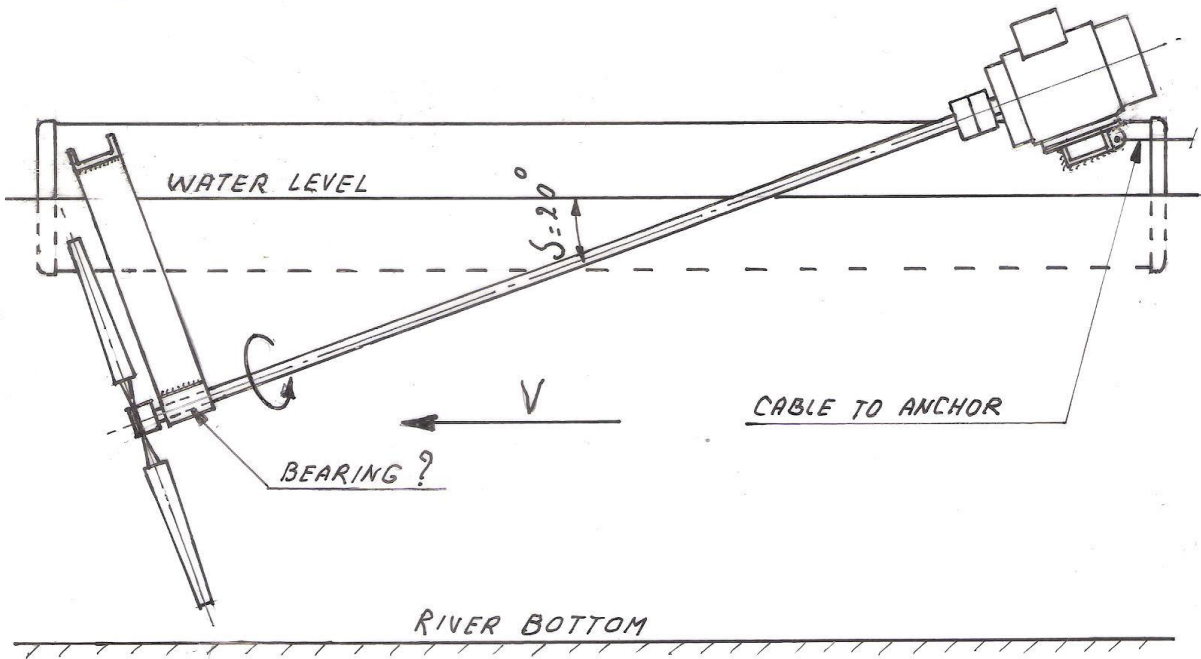 WATER LEVEL
δ=20°
V
CABLE TO ANCHOR
BEARING ?
RIVER BOTTOM